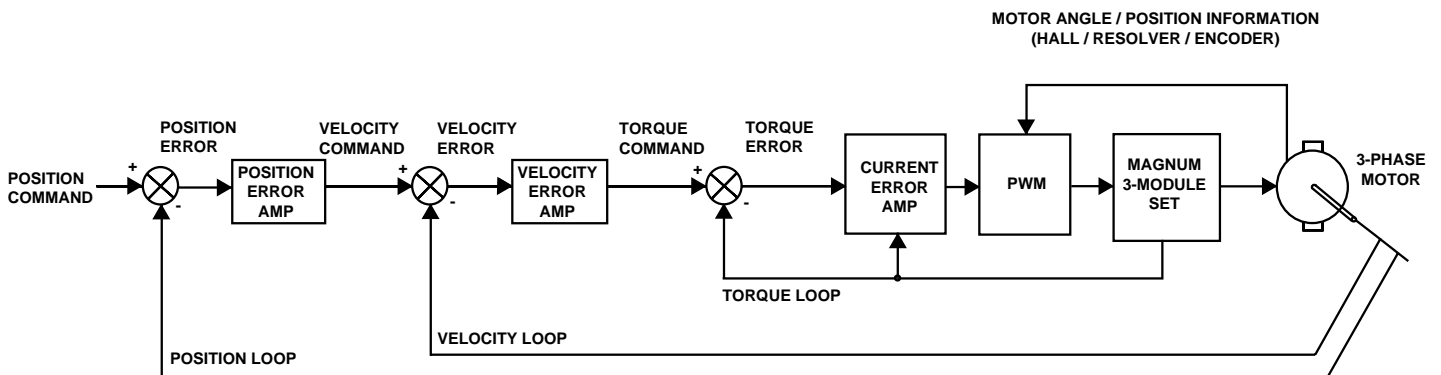 MOTOR ANGLE / POSITION INFORMATION
(HALL / RESOLVER / ENCODER)
POSITION
COMMAND
+
-
POSITION
ERROR
POSITION
ERROR
AMP
VELOCITY
COMMAND
+
-
VELOCITY
ERROR
VELOCITY
ERROR
AMP
TORQUE
COMMAND
+
-
TORQUE
ERROR
CURRENT
ERROR
AMP
PWM
MAGNUM
3-MODULE
SET
3-PHASE
MOTOR
TORQUE LOOP
VELOCITY LOOP
POSITION LOOP